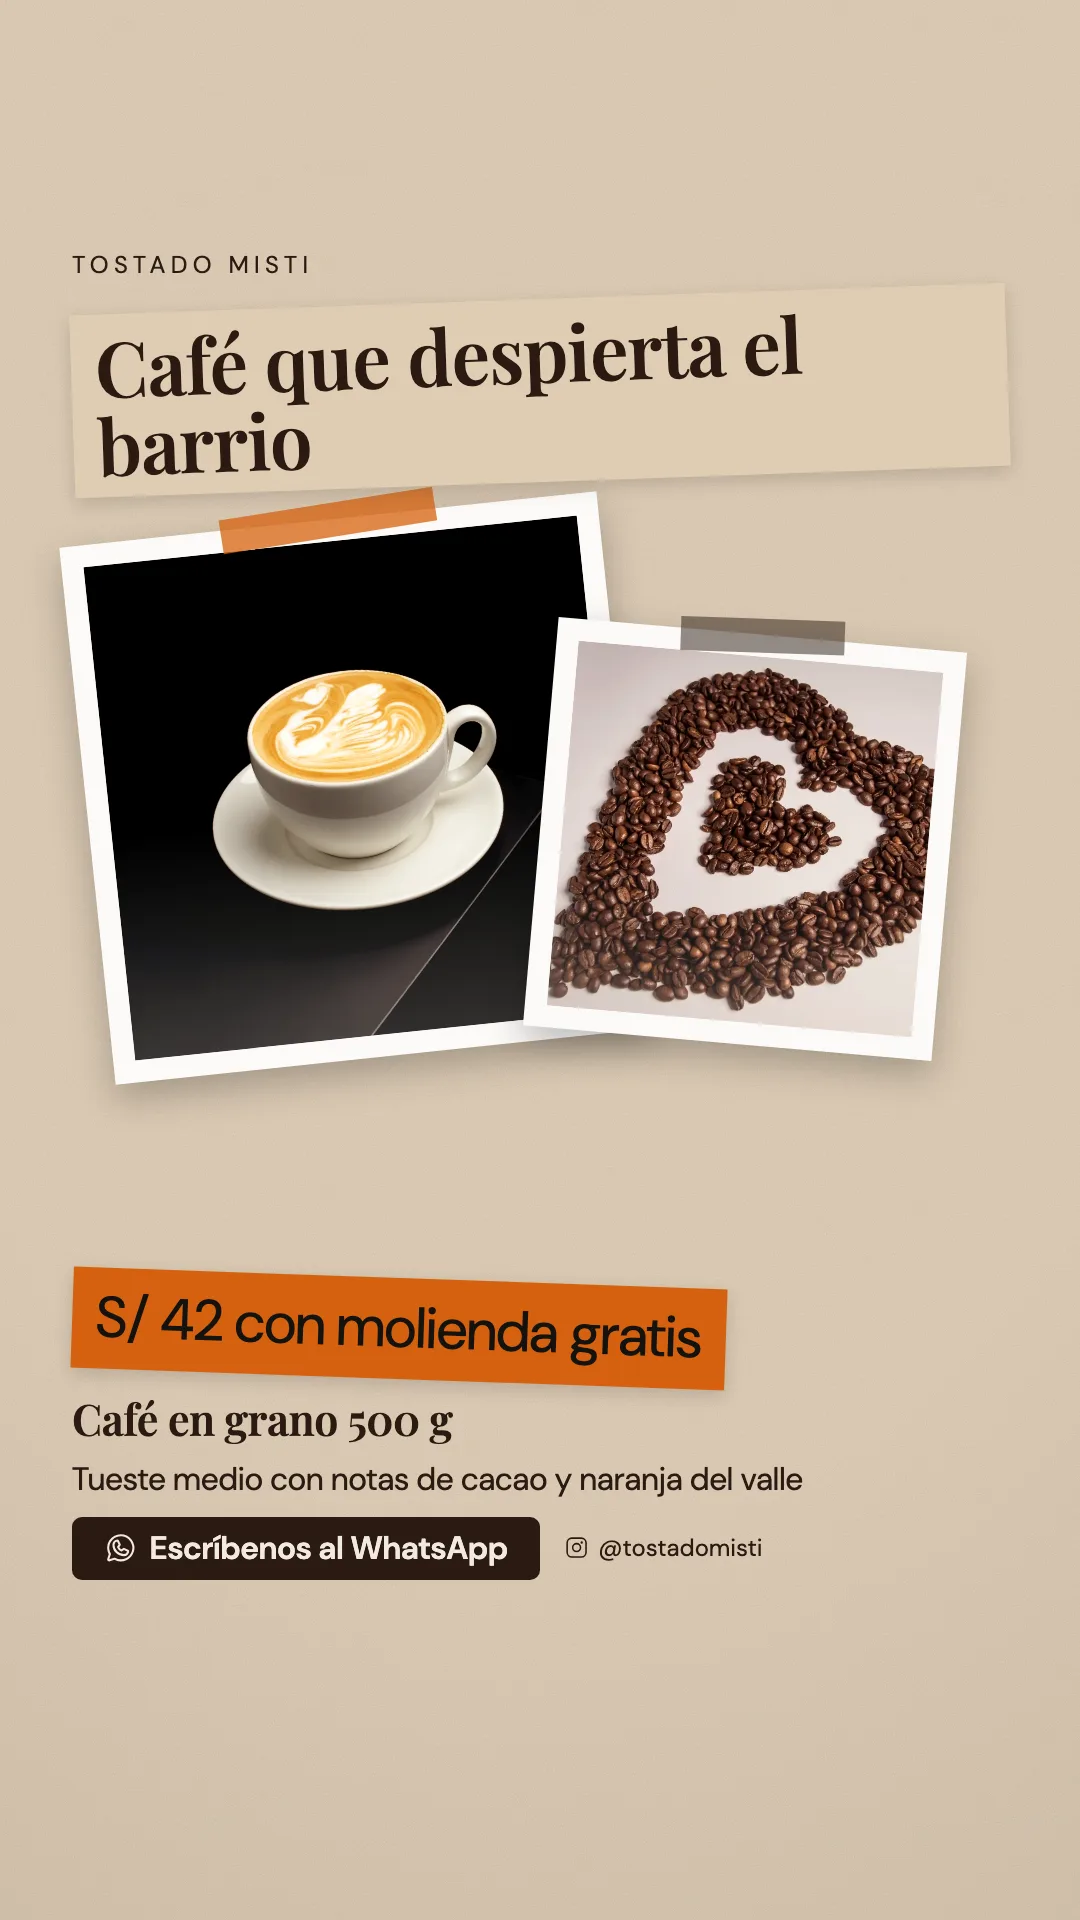 TOSTADO MISTI
Café que despierta el
barrio
S/ 42 con molienda gratis
Café en grano 500 g
Tueste medio con notas de cacao y naranja del valle
Escríbenos al WhatsApp
@tostadomisti